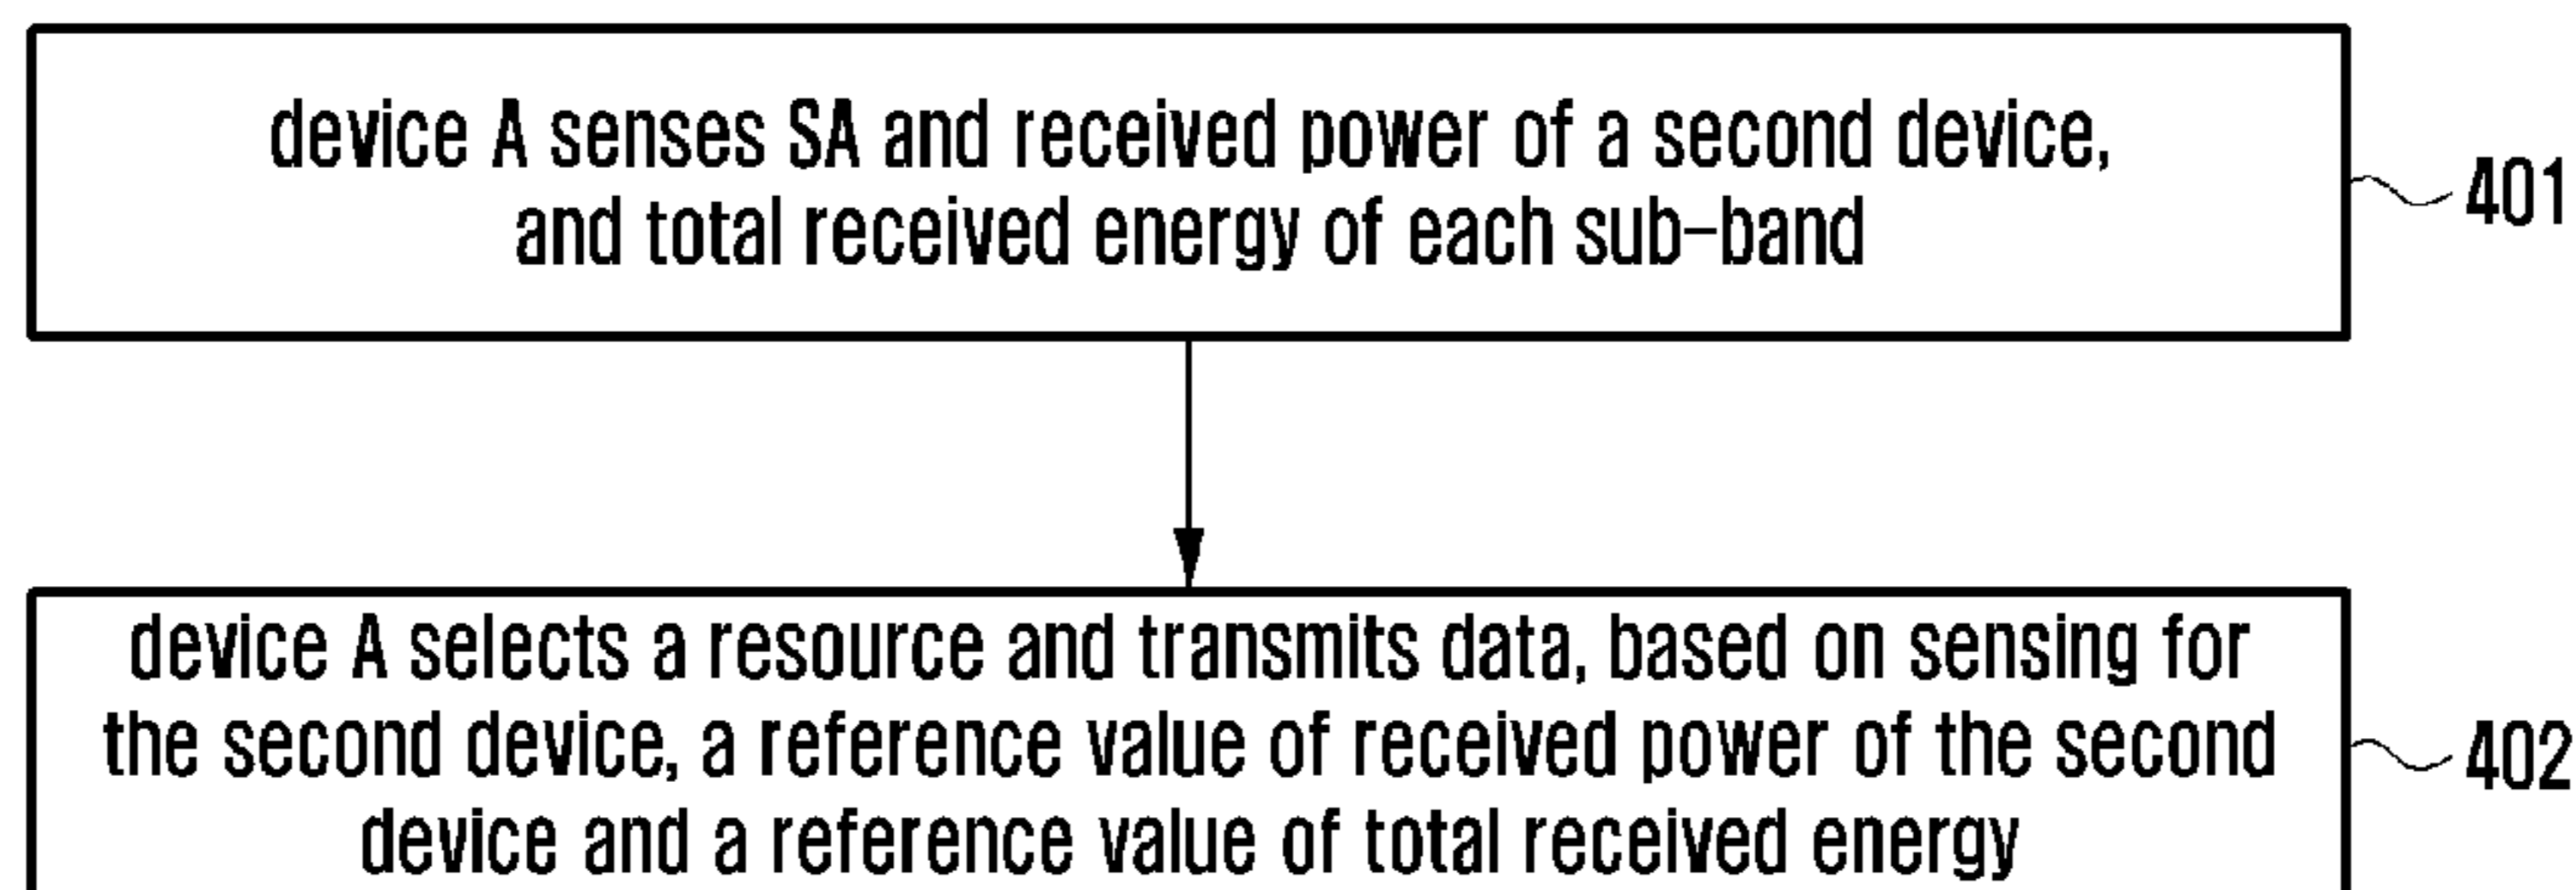 device A senses SA and received power of a second device,
and total received energy of each sub-band
401
device A selects a resource and transmits data, based on sensing for
the second device, a reference value of received power of the second
device and a reference value of total received energy
402